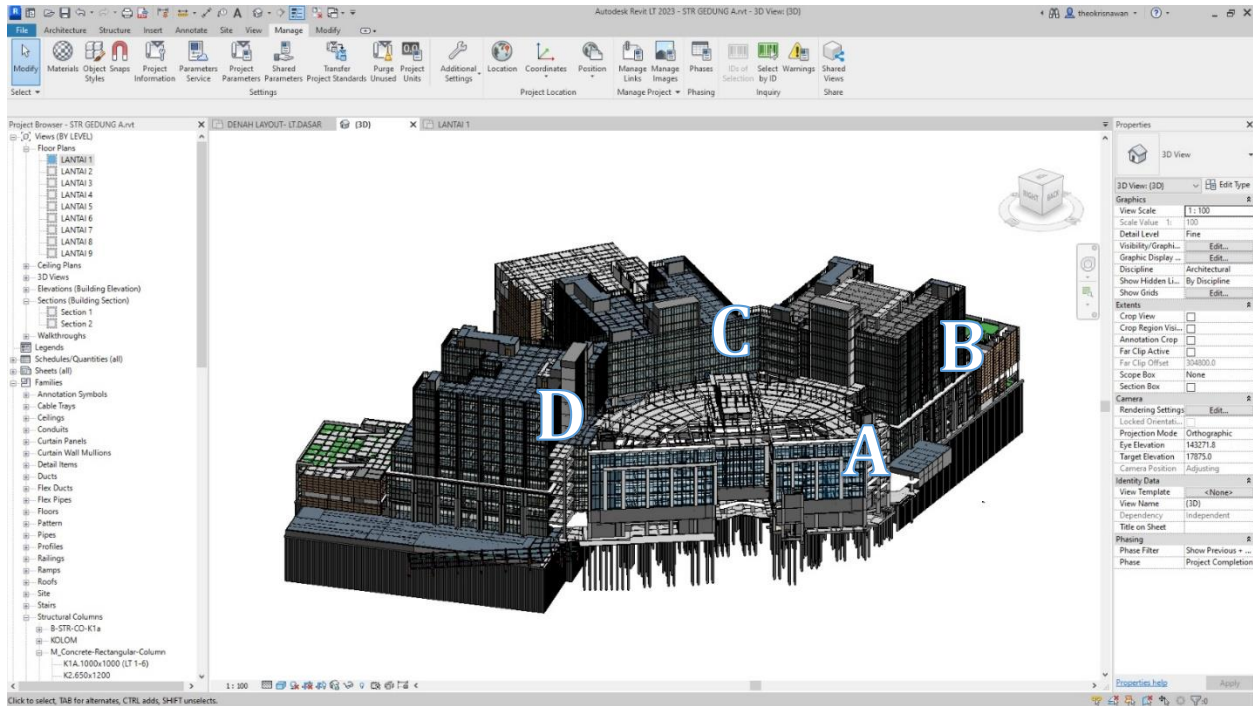 Autodesk Revit LT 2023 - STR GEDUNG A.rvt - 3D View: {3D}
theokrisnawan
File Architecture Structure Insert Annotate Site View Manage Modify
Modify Materials Object Styles Snaps Project Information Parameters Service Project Parameters Shared Parameters Transfer Project Standards Purge Unused Project Units Additional Settings Location Coordinates Position Manage Links Manage Images Phases IDs of Selection Select by ID Warnings Shared Views
Select Settings Project Location Manage Project Phasing Inquiry Share
Project Browser - STR GEDUNG A.rvt
Views (BY LEVEL)
Floor Plans
LANTAI 1
LANTAI 2
LANTAI 3
LANTAI 4
LANTAI 5
LANTAI 6
LANTAI 7
LANTAI 8
LANTAI 9
Ceiling Plans
3D Views
Elevations (Building Elevation)
Sections (Building Section)
Section 1
Section 2
Walkthroughs
Legends
Schedules/Quantities (all)
Sheets (all)
Families
Annotation Symbols
Cable Trays
Ceilings
Conduits
Curtain Panels
Curtain Wall Mullions
Detail Items
Ducts
Flex Ducts
Flex Pipes
Floors
Pattern
Pipes
Profiles
Railings
Ramps
Roofs
Site
Stairs
Structural Columns
B-STR-CO-K1a
KOLOM
M_Concrete-Rectangular-Column
K1A.1000x1000 (LT 1-6)
K2.650x1200
DENAH LAYOUT- LT.DASAR {3D} LANTAI 1
RIGHT BACK
C
B
D
A
1 : 100
Properties
3D View
3D View: {3D} Edit Type
Graphics
View Scale 1 : 100
Scale Value 1: 100
Detail Level Fine
Visibility/Graphi... Edit...
Graphic Display ... Edit...
Discipline Architectural
Show Hidden Li... By Discipline
Show Grids Edit...
Extents
Crop View
Crop Region Visi...
Annotation Crop
Far Clip Active
Far Clip Offset 304800.0
Scope Box None
Section Box
Camera
Rendering Settings Edit...
Locked Orientati...
Projection Mode Orthographic
Eye Elevation 143271.8
Target Elevation 17875.0
Camera Position Adjusting
Identity Data
View Template <None>
View Name {3D}
Dependency Independent
Title on Sheet
Phasing
Phase Filter Show Previous + ...
Phase Project Completion
Properties help Apply
Click to select, TAB for alternates, CTRL adds, SHIFT unselects.
:0